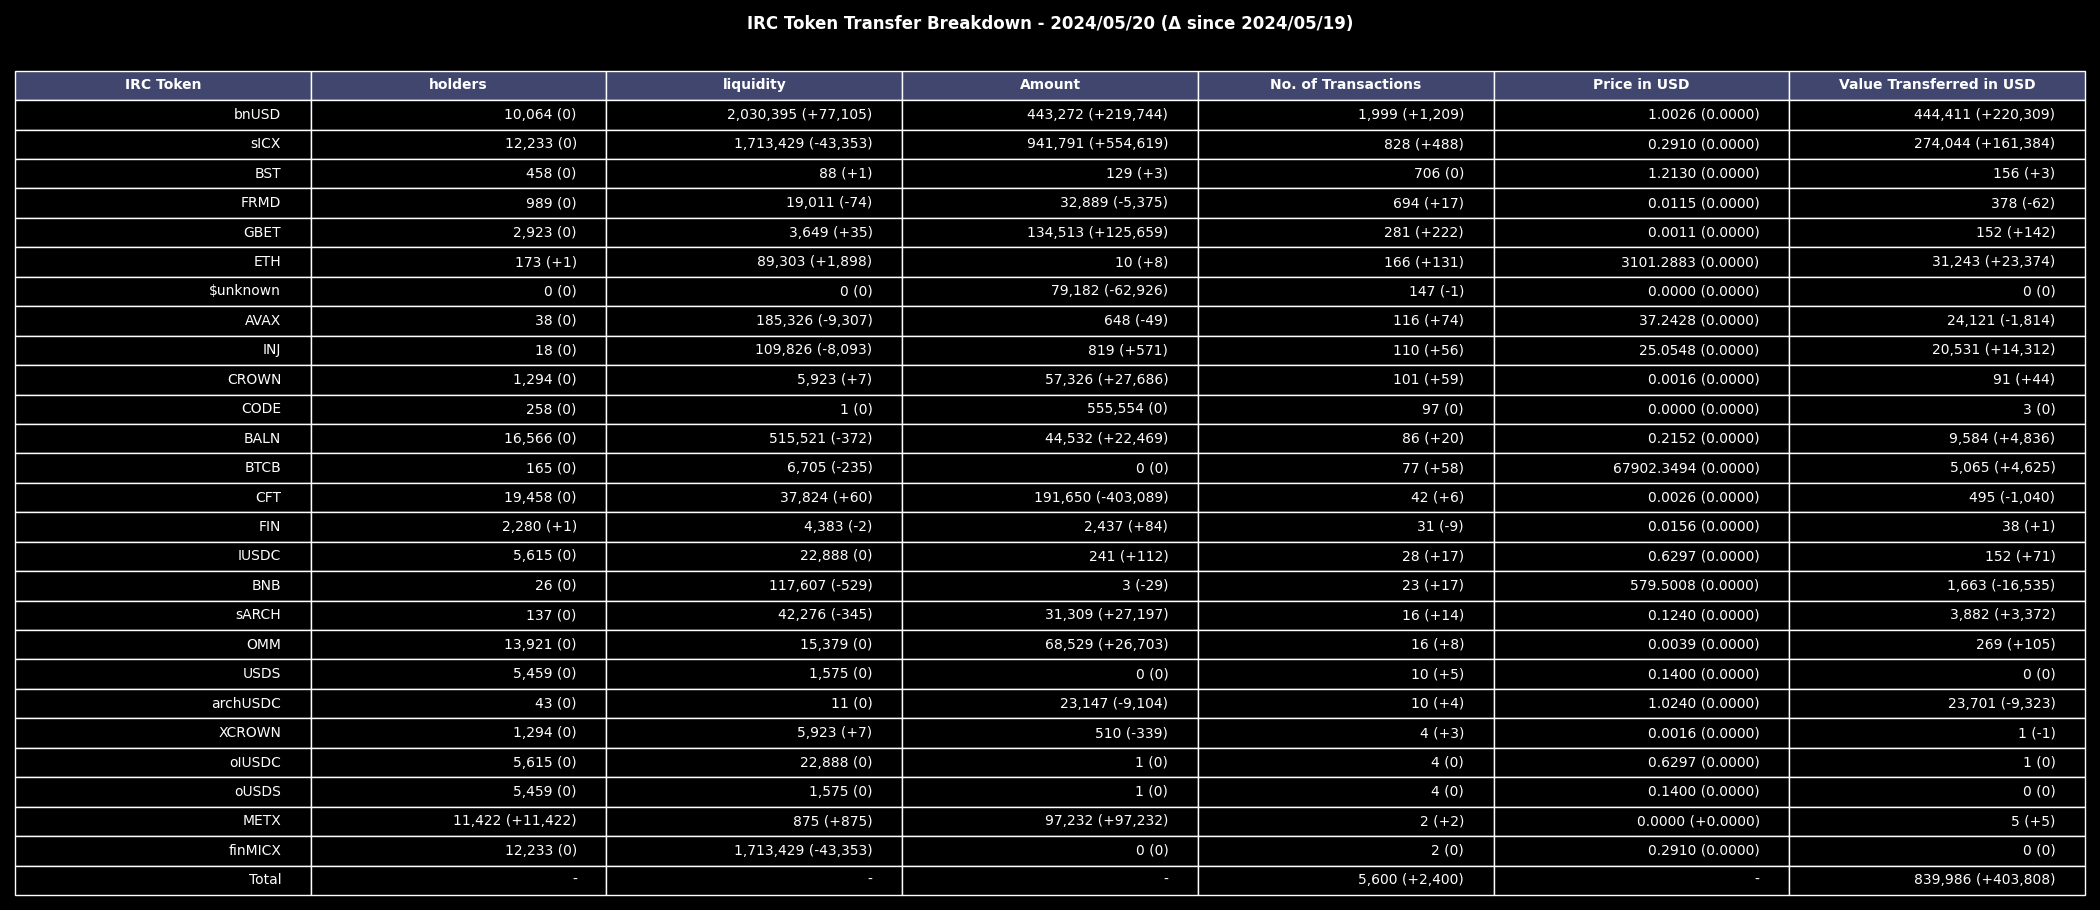 IRC Token Transfer Breakdown - 2024/05/20 (Δ since 2024/05/19)
IRC Token holders liquidity Amount No. of Transactions Price in USD Value Transferred in USD
bnUSD 10,064 (0) 2,030,395 (+77,105) 443,272 (+219,744) 1,999 (+1,209) 1.0026 (0.0000) 444,411 (+220,309)
sICX 12,233 (0) 1,713,429 (-43,353) 941,791 (+554,619) 828 (+488) 0.2910 (0.0000) 274,044 (+161,384)
BST 458 (0) 88 (+1) 129 (+3) 706 (0) 1.2130 (0.0000) 156 (+3)
FRMD 989 (0) 19,011 (-74) 32,889 (-5,375) 694 (+17) 0.0115 (0.0000) 378 (-62)
GBET 2,923 (0) 3,649 (+35) 134,513 (+125,659) 281 (+222) 0.0011 (0.0000) 152 (+142)
ETH 173 (+1) 89,303 (+1,898) 10 (+8) 166 (+131) 3101.2883 (0.0000) 31,243 (+23,374)
$unknown 0 (0) 0 (0) 79,182 (-62,926) 147 (-1) 0.0000 (0.0000) 0 (0)
AVAX 38 (0) 185,326 (-9,307) 648 (-49) 116 (+74) 37.2428 (0.0000) 24,121 (-1,814)
INJ 18 (0) 109,826 (-8,093) 819 (+571) 110 (+56) 25.0548 (0.0000) 20,531 (+14,312)
CROWN 1,294 (0) 5,923 (+7) 57,326 (+27,686) 101 (+59) 0.0016 (0.0000) 91 (+44)
CODE 258 (0) 1 (0) 555,554 (0) 97 (0) 0.0000 (0.0000) 3 (0)
BALN 16,566 (0) 515,521 (-372) 44,532 (+22,469) 86 (+20) 0.2152 (0.0000) 9,584 (+4,836)
BTCB 165 (0) 6,705 (-235) 0 (0) 77 (+58) 67902.3494 (0.0000) 5,065 (+4,625)
CFT 19,458 (0) 37,824 (+60) 191,650 (-403,089) 42 (+6) 0.0026 (0.0000) 495 (-1,040)
FIN 2,280 (+1) 4,383 (-2) 2,437 (+84) 31 (-9) 0.0156 (0.0000) 38 (+1)
IUSDC 5,615 (0) 22,888 (0) 241 (+112) 28 (+17) 0.6297 (0.0000) 152 (+71)
BNB 26 (0) 117,607 (-529) 3 (-29) 23 (+17) 579.5008 (0.0000) 1,663 (-16,535)
sARCH 137 (0) 42,276 (-345) 31,309 (+27,197) 16 (+14) 0.1240 (0.0000) 3,882 (+3,372)
OMM 13,921 (0) 15,379 (0) 68,529 (+26,703) 16 (+8) 0.0039 (0.0000) 269 (+105)
USDS 5,459 (0) 1,575 (0) 0 (0) 10 (+5) 0.1400 (0.0000) 0 (0)
archUSDC 43 (0) 11 (0) 23,147 (-9,104) 10 (+4) 1.0240 (0.0000) 23,701 (-9,323)
XCROWN 1,294 (0) 5,923 (+7) 510 (-339) 4 (+3) 0.0016 (0.0000) 1 (-1)
oIUSDC 5,615 (0) 22,888 (0) 1 (0) 4 (0) 0.6297 (0.0000) 1 (0)
oUSDS 5,459 (0) 1,575 (0) 1 (0) 4 (0) 0.1400 (0.0000) 0 (0)
METX 11,422 (+11,422) 875 (+875) 97,232 (+97,232) 2 (+2) 0.0000 (+0.0000) 5 (+5)
finMICX 12,233 (0) 1,713,429 (-43,353) 0 (0) 2 (0) 0.2910 (0.0000) 0 (0)
Total - - - 5,600 (+2,400) - 839,986 (+403,808)